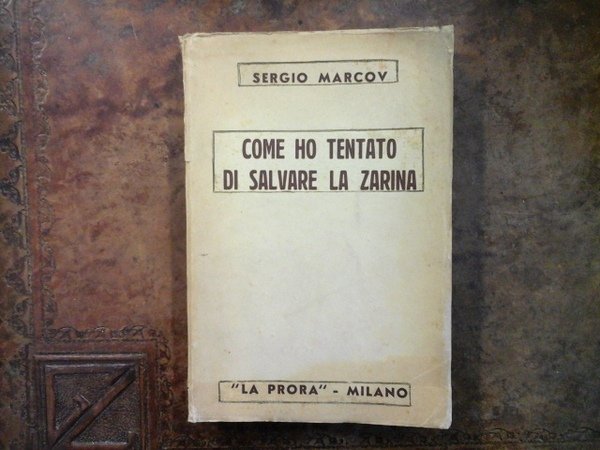 SERGIO MARCOV
COME HO TENTATO
DI SALVARE LA ZARINA
"LA PRORA" - MILANO